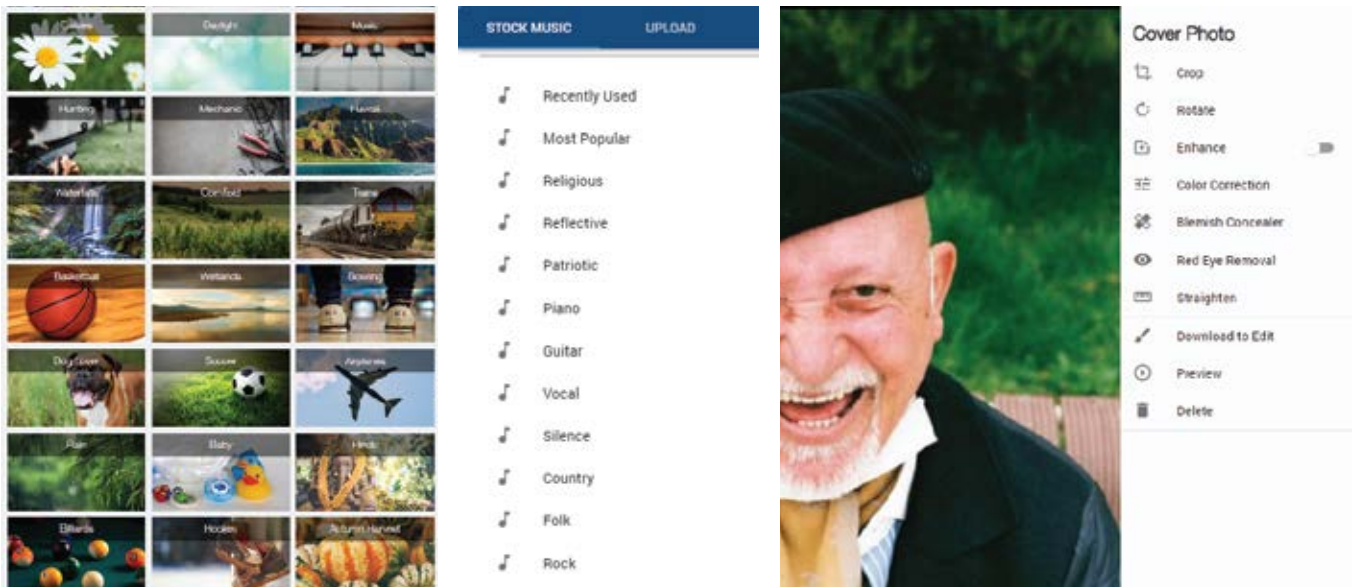 Daylight
Music
Hunting
Mechanic
Hawaii
Waterfalls
Cornfield
Trains
Basketball
Wetlands
Bowling
Dog Lover
Soccer
Airplanes
Rain
Baby
Hindu
Billiards
Hockey
Autumn Harvest
STOCK MUSIC
UPLOAD
Recently Used
Most Popular
Religious
Reflective
Patriotic
Piano
Guitar
Vocal
Silence
Country
Folk
Rock
Cover Photo
Crop
Rotate
Enhance
Color Correction
Blemish Concealer
Red Eye Removal
Straighten
Download to Edit
Preview
Delete